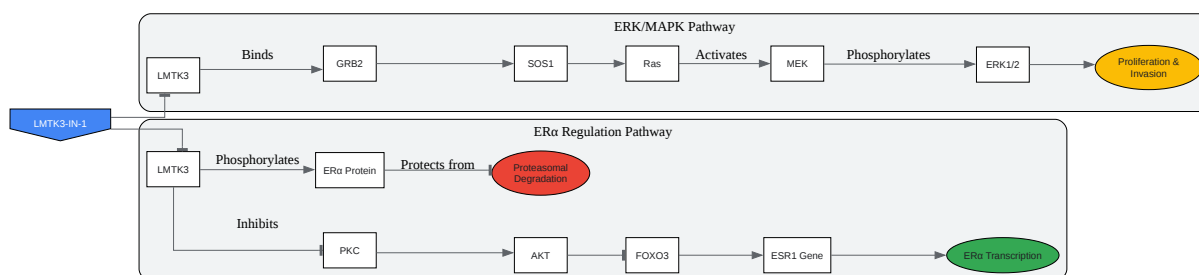 ERK/MAPK Pathway
LMTK3
Binds
GRB2
SOS1
Ras
Activates
MEK
Phosphorylates
ERK1/2
Proliferation &
Invasion
LMTK3-IN-1
ERα Regulation Pathway
LMTK3
Phosphorylates
ERα Protein
Protects from
Proteasomal
Degradation
Inhibits
PKC
AKT
FOXO3
ESR1 Gene
ERα Transcription